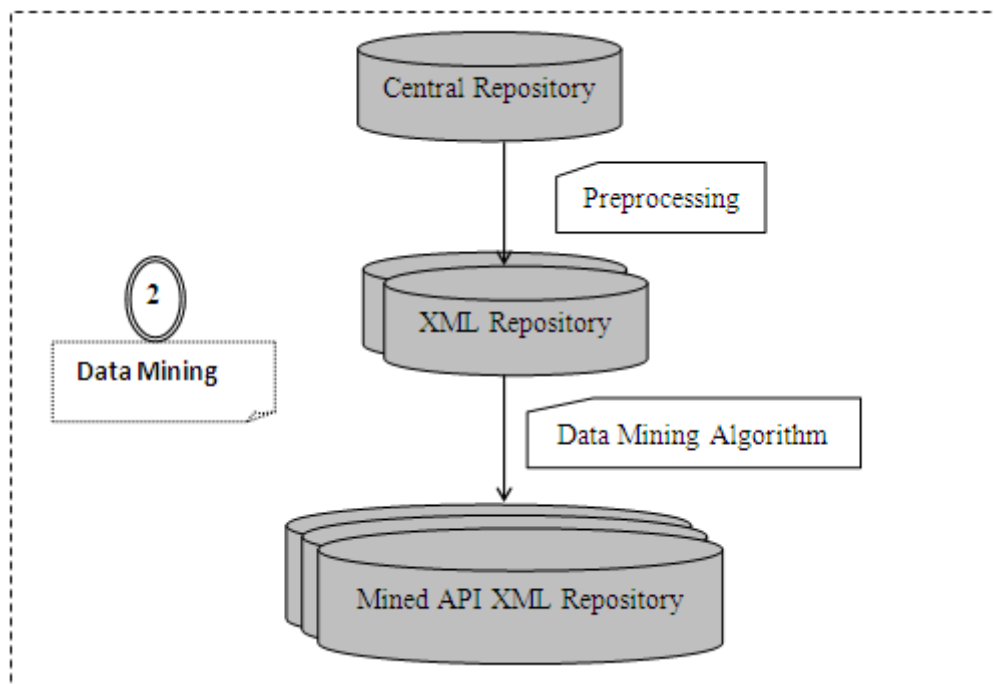 Central Repository
Preprocessing
2
XML Repository
Data Mining
Data Mining Algorithm
Mined API XML Repository